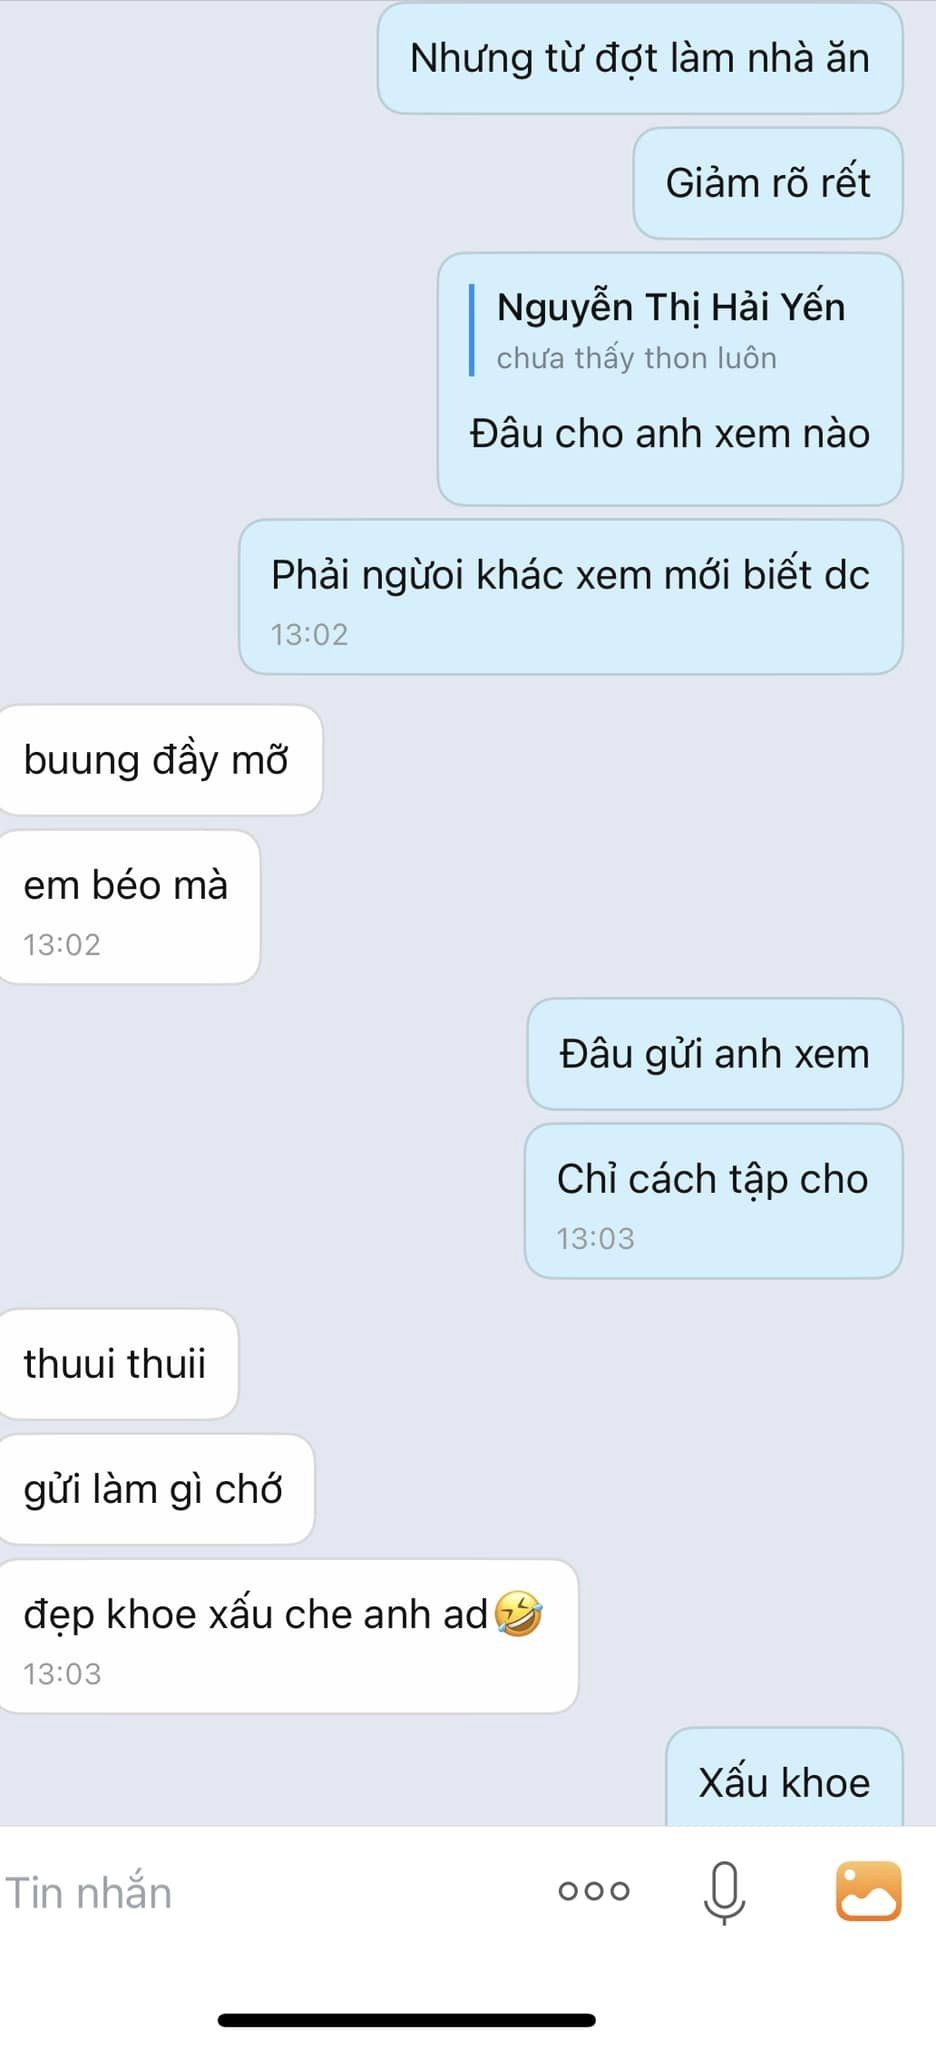 Nhưng từ đợt làm nhà ăn
Giảm rõ rết
Nguyễn Thị Hải Yến
chưa thấy thon luôn
Đâu cho anh xem nào
Phải ngừoi khác xem mới biết dc
13:02
buung đầy mỡ
em béo mà
13:02
Đâu gửi anh xem
Chỉ cách tập cho
13:03
thuui thuii
gửi làm gì chớ
đẹp khoe xấu che anh ad🤣
13:03
Xấu khoe
Tin nhắn